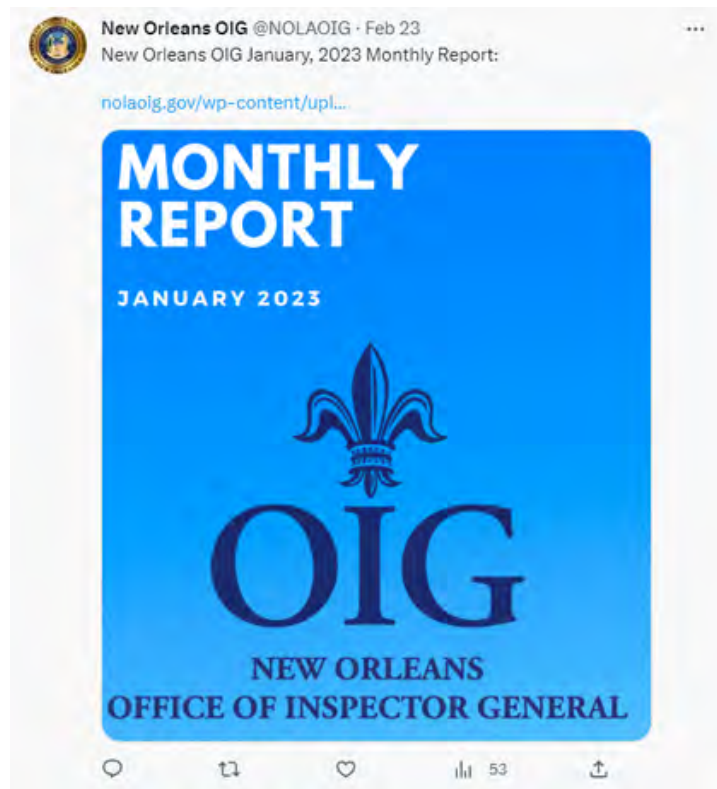 New Orleans OIG @NOLAOIG · Feb 23
New Orleans OIG January, 2023 Monthly Report:
nolaoig.gov/wp-content/upl...
MONTHLY
REPORT
JANUARY 2023
OIG
NEW ORLEANS
OFFICE OF INSPECTOR GENERAL
53